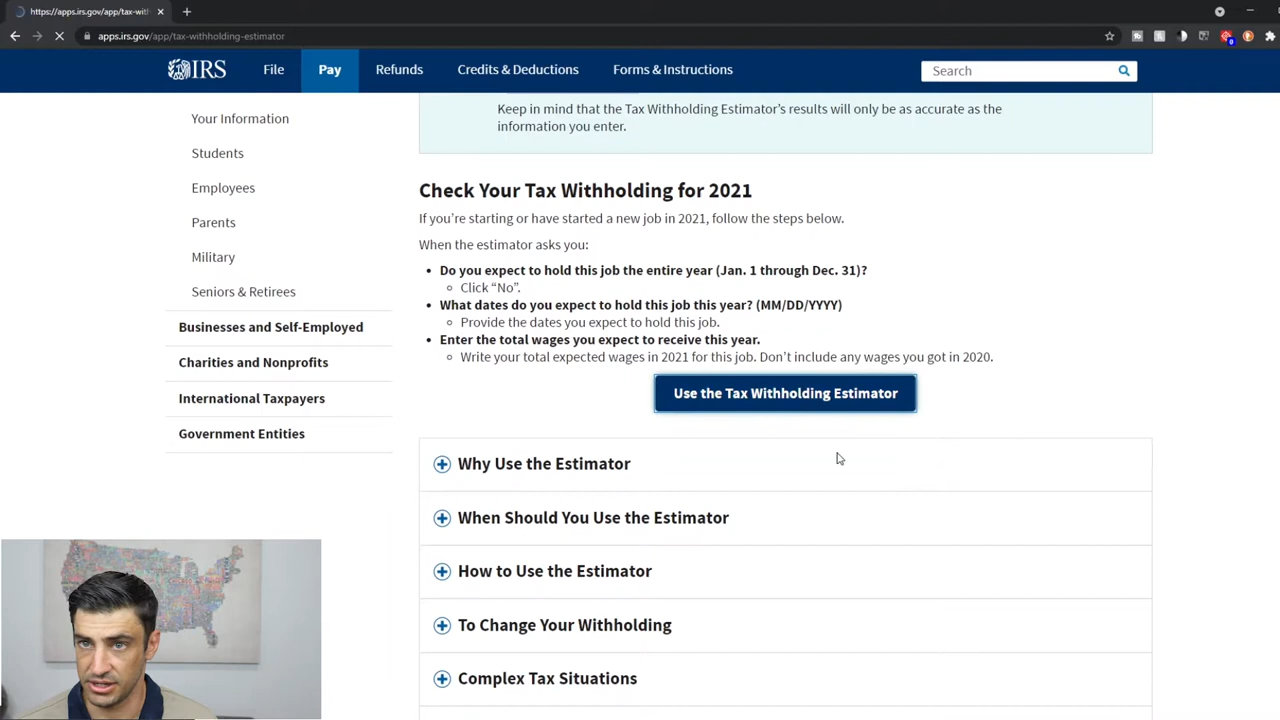 https://apps.irs.gov/app/tax-with
apps.irs.gov/app/tax-withholding-estimator
0
IRS
File
Pay
Refunds
Credits & Deductions
Forms & Instructions
Search
Your Information
Students
Employees
Parents
Military
Seniors & Retirees
Businesses and Self-Employed
Charities and Nonprofits
International Taxpayers
Government Entities
Keep in mind that the Tax Withholding Estimator's results will only be as accurate as the
information you enter.
Check Your Tax Withholding for 2021
If you're starting or have started a new job in 2021, follow the steps below.
When the estimator asks you:
• Do you expect to hold this job the entire year (Jan. 1 through Dec. 31)?
Click “No”.
• What dates do you expect to hold this job this year? (MM/DD/YYYY)
Provide the dates you expect to hold this job.
• Enter the total wages you expect to receive this year.
Write your total expected wages in 2021 for this job. Don't include any wages you got in 2020.
Use the Tax Withholding Estimator
Why Use the Estimator
When Should You Use the Estimator
How to Use the Estimator
To Change Your Withholding
Complex Tax Situations